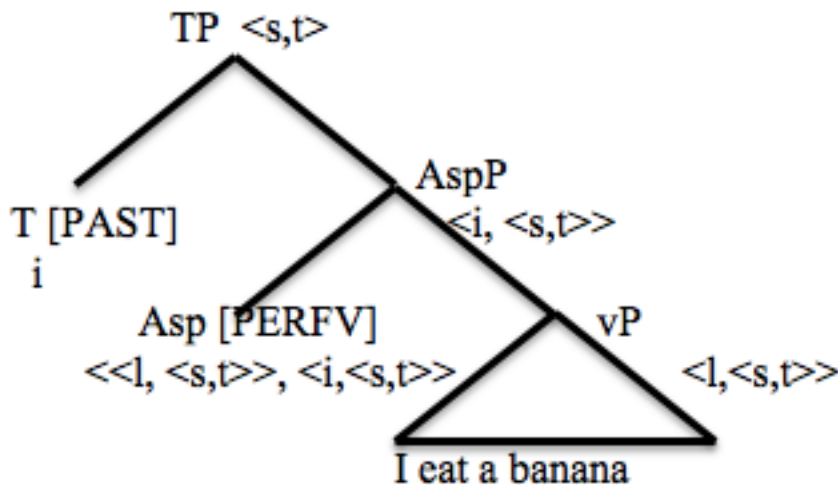 TP <s,t>
AspP
T [PAST]
<i, <s,t>>
i
Asp [PERFV]
vP
<<l, <s,t>>, <i,<s,t>>
<l,<s,t>>
I eat a banana